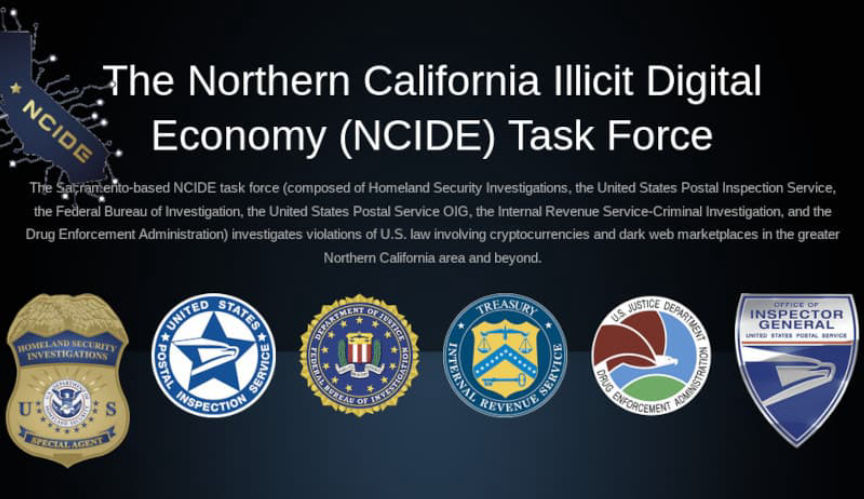 The Northern California Illicit Digital
Economy (NCIDE) Task Force
NCIDE
The Sacramento-based NCIDE task force (composed of Homeland Security Investigations, the United States Postal Inspection Service,
the Federal Bureau of Investigation, the United States Postal Service OIG, the Internal Revenue Service-Criminal Investigation, and the
Drug Enforcement Administration) investigates violations of U.S. law involving cryptocurrencies and dark web marketplaces in the greater
Northern California area and beyond.
HOMELAND SECURITY
INVESTIGATIONS
U S
SPECIAL AGENT
UNITED STATES
POSTAL INSPECTION SERVICE
DEPARTMENT OF JUSTICE
FEDERAL BUREAU OF INVESTIGATION
TREASURY
INTERNAL REVENUE SERVICE
U.S. JUSTICE DEPARTMENT
DRUG ENFORCEMENT ADMINISTRATION
OFFICE OF
INSPECTOR
GENERAL
UNITED STATES POSTAL SERVICE